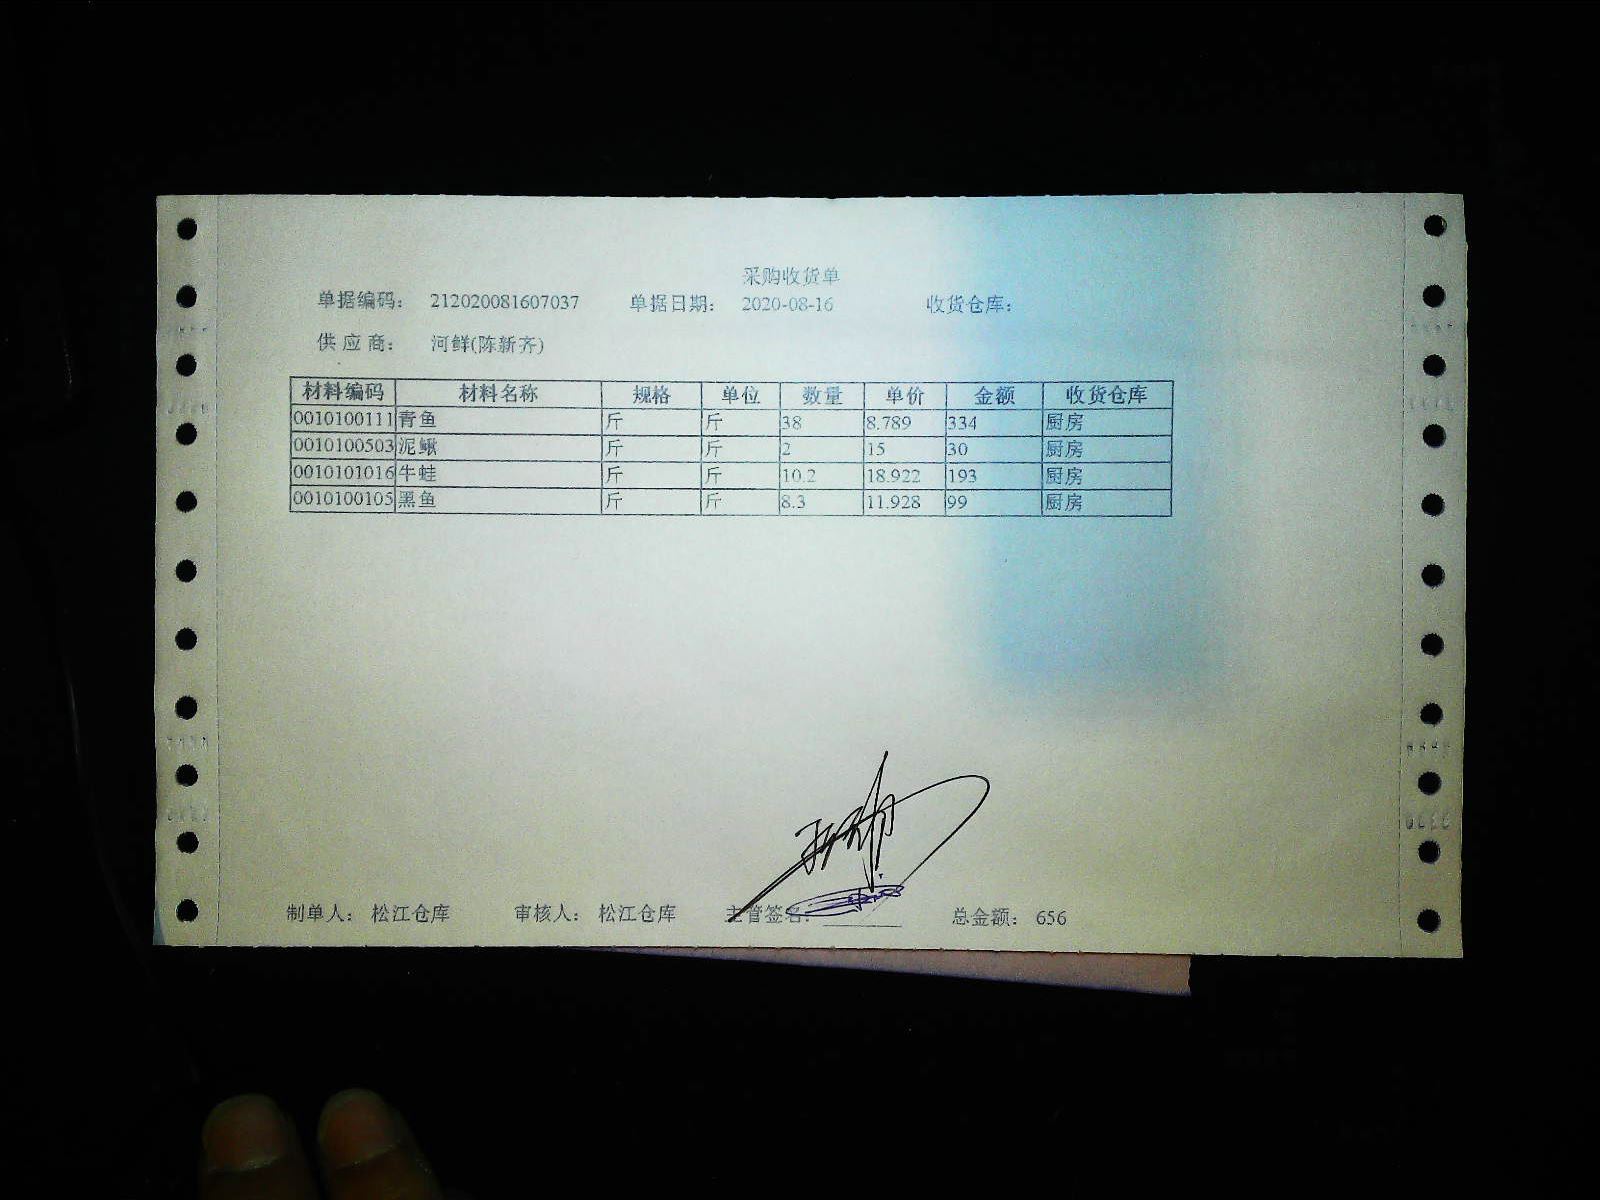 采购收货单
单据编码： 212020081607037 单据日期： 2020-08-16 收货仓库：
供 应 商： 河鲜(陈新齐)
材料编码 材料名称 规格 单位 数量 单价 金额 收货仓库
0010100111 青鱼 斤 斤 38 8.789 334 厨房
0010100503 泥鳅 斤 斤 2 15 30 厨房
0010101016 牛蛙 斤 斤 10.2 18.922 193 厨房
0010100105 黑鱼 斤 斤 8.3 11.928 99 厨房
制单人： 松江仓库 审核人： 松江仓库 主管签名： 总金额： 656